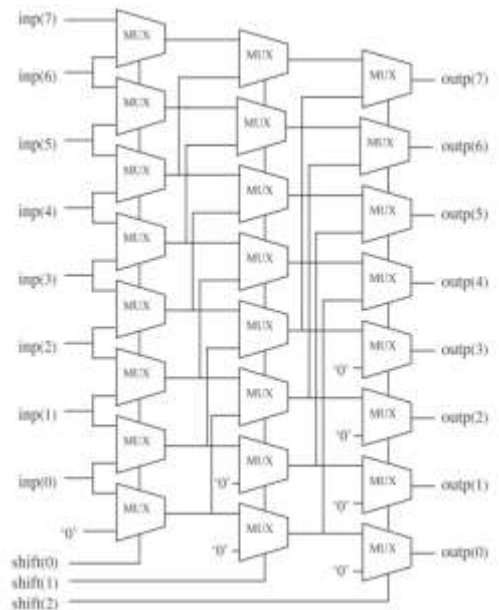 inp(7)
MUX
MUX
MUX
inp(6)
outp(7)
MUX
MUX
MUX
inp(5)
outp(6)
MUX
MUX
MUX
inp(4)
outp(5)
MUX
MUX
MUX
inp(3)
outp(4)
MUX
MUX
MUX
inp(2)
outp(3)
'0'
MUX
MUX
MUX
inp(1)
outp(2)
'0'
MUX
MUX
MUX
inp(0)
'0'
outp(1)
'0'
MUX
MUX
MUX
'0'
'0'
outp(0)
'0'
shift(0)
shift(1)
shift(2)